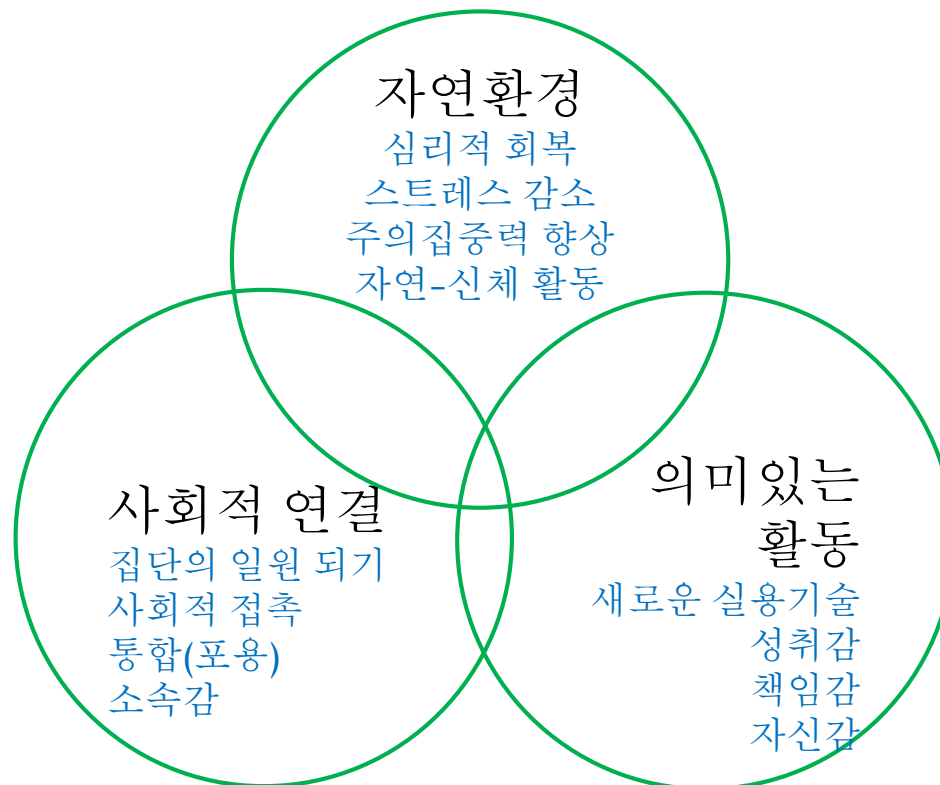 자연환경
심리적 회복
스트레스 감소
주의집중력 향상
자연-신체 활동
사회적 연결
집단의 일원 되기
사회적 접촉
통합(포용)
소속감
의미있는
활동
새로운 실용기술
성취감
책임감
자신감